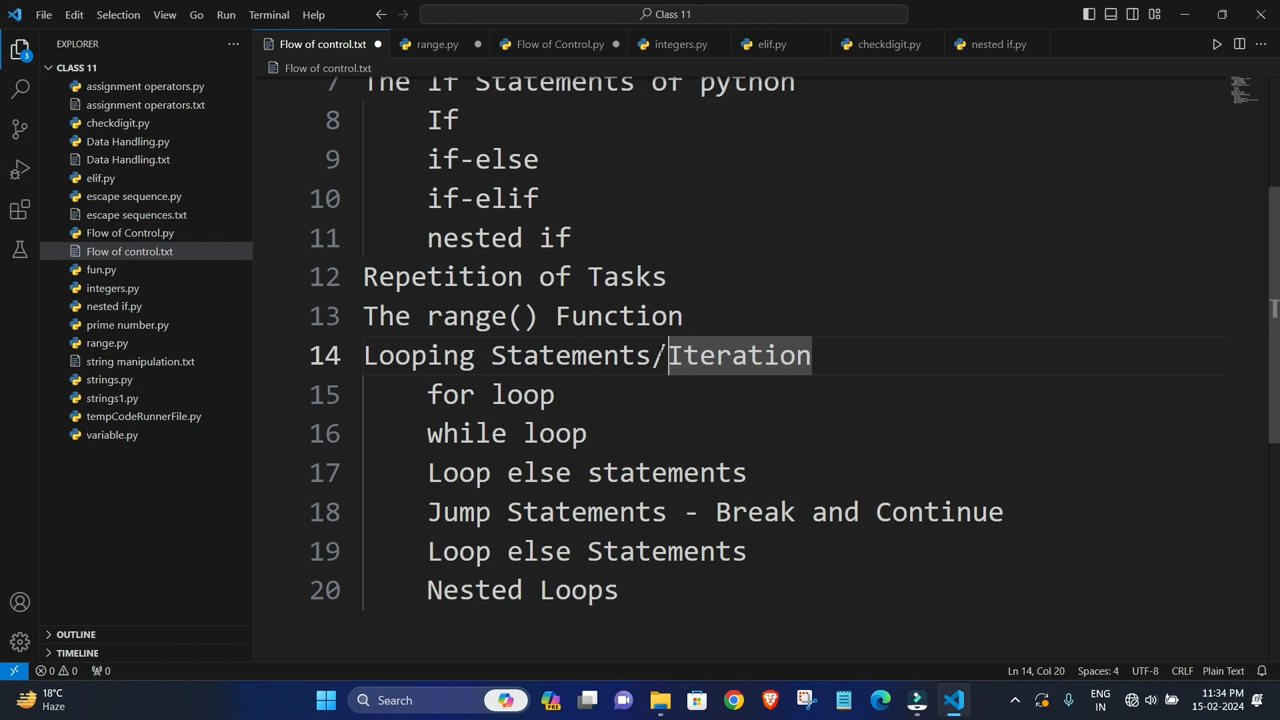 File Edit Selection View Go Run Terminal Help
Class 11
EXPLORER
Flow of control.txt
range.py
Flow of Control.py
integers.py
elif.py
checkdigit.py
nested if.py
CLASS 11
Flow of control.txt
assignment operators.py
assignment operators.txt
checkdigit.py
Data Handling.py
Data Handling.txt
elif.py
escape sequence.py
escape sequences.txt
Flow of Control.py
Flow of control.txt
fun.py
integers.py
nested if.py
prime number.py
range.py
string manipulation.txt
strings.py
strings1.py
tempCodeRunnerFile.py
variable.py
OUTLINE
TIMELINE
3
7 The If Statements of python
8 If
9 if-else
10 if-elif
11 nested if
12 Repetition of Tasks
13 The range() Function
14 Looping Statements/Iteration
15 for loop
16 while loop
17 Loop else statements
18 Jump Statements - Break and Continue
19 Loop else Statements
20 Nested Loops
0 0 0
Ln 14, Col 20 Spaces: 4 UTF-8 CRLF Plain Text
18°C
Haze
Search
PRE
ENG
IN
11:34 PM
15-02-2024